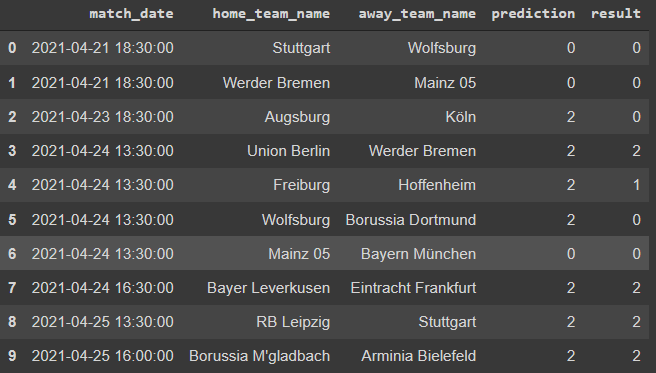 match_date home_team_name away_team_name prediction result
0 2021-04-21 18:30:00 Stuttgart Wolfsburg 0 0
1 2021-04-21 18:30:00 Werder Bremen Mainz 05 0 0
2 2021-04-23 18:30:00 Augsburg Köln 2 0
3 2021-04-24 13:30:00 Union Berlin Werder Bremen 2 2
4 2021-04-24 13:30:00 Freiburg Hoffenheim 2 1
5 2021-04-24 13:30:00 Wolfsburg Borussia Dortmund 2 0
6 2021-04-24 13:30:00 Mainz 05 Bayern München 0 0
7 2021-04-24 16:30:00 Bayer Leverkusen Eintracht Frankfurt 2 2
8 2021-04-25 13:30:00 RB Leipzig Stuttgart 2 2
9 2021-04-25 16:00:00 Borussia M'gladbach Arminia Bielefeld 2 2